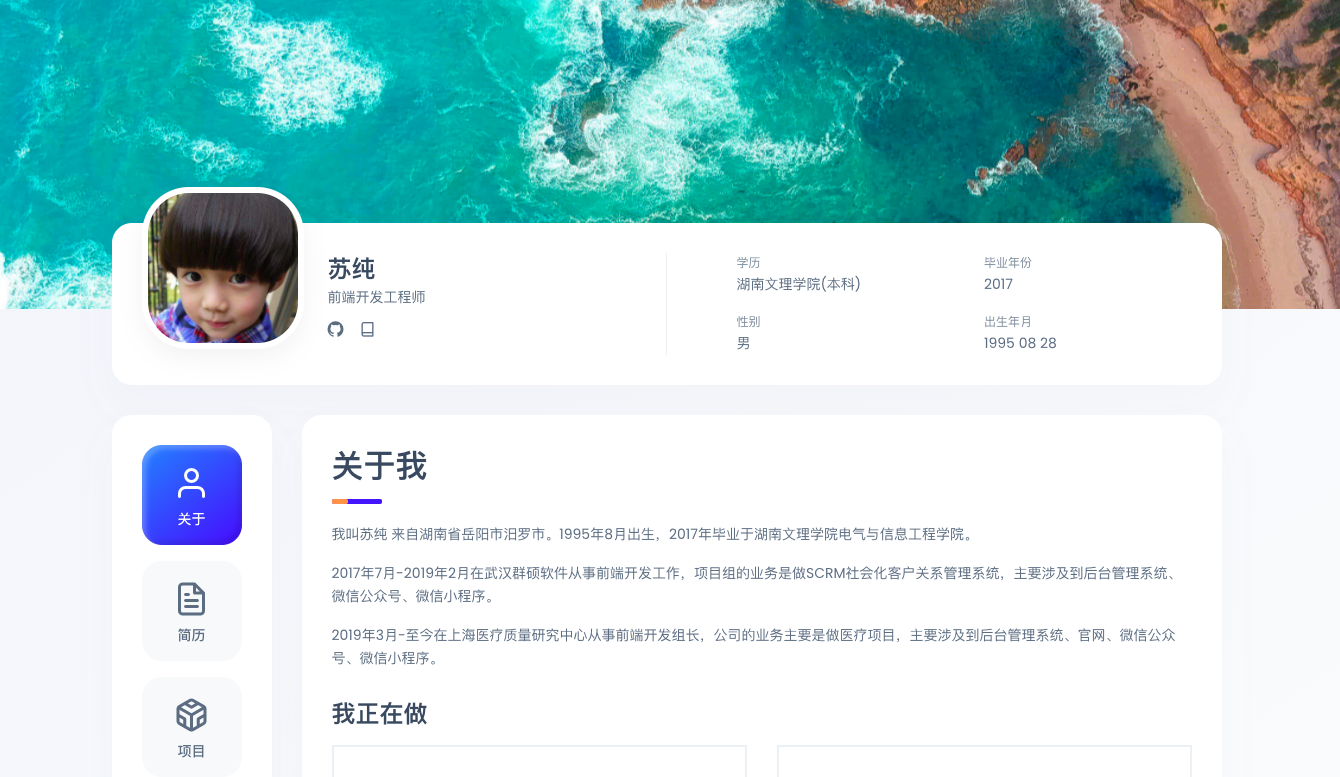 苏纯
前端开发工程师
学历
湖南文理学院(本科)
毕业年份
2017
性别
男
出生年月
1995 08 28
关于
简历
项目
关于我
我叫苏纯 来自湖南省岳阳市汨罗市。1995年8月出生，2017年毕业于湖南文理学院电气与信息工程学院。
2017年7月-2019年2月在武汉群硕软件从事前端开发工作，项目组的业务是做SCRM社会化客户关系管理系统，主要涉及到后台管理系统、
微信公众号、微信小程序。
2019年3月-至今在上海医疗质量研究中心从事前端开发组长，公司的业务主要是做医疗项目，主要涉及到后台管理系统、官网、微信公众
号、微信小程序。
我正在做